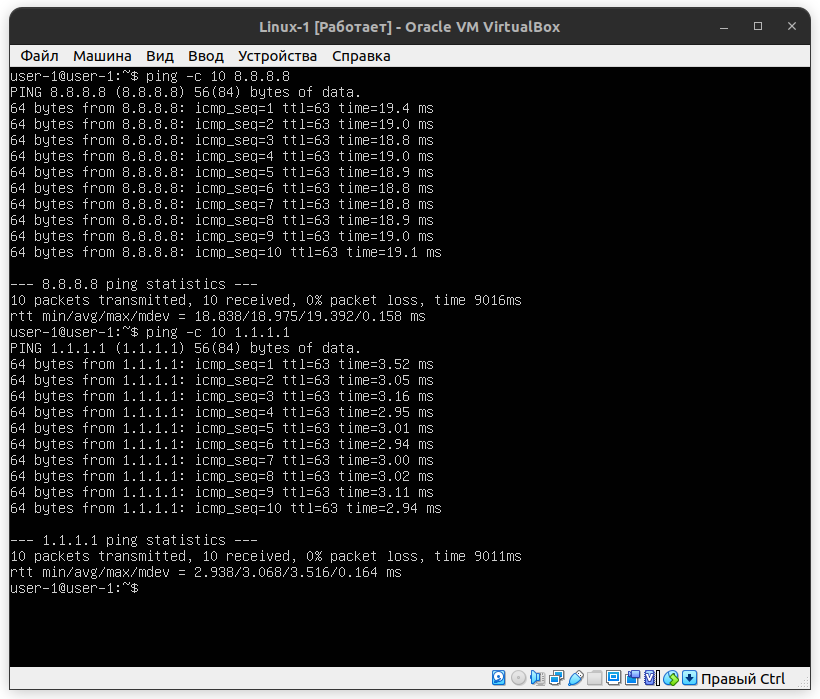 Linux-1 [Работает] - Oracle VM VirtualBox
Файл Машина Вид Ввод Устройства Справка
user-1@user-1:~$ ping -c 10 8.8.8.8
PING 8.8.8.8 (8.8.8.8) 56(84) bytes of data.
64 bytes from 8.8.8.8: icmp_seq=1 ttl=63 time=19.4 ms
64 bytes from 8.8.8.8: icmp_seq=2 ttl=63 time=19.0 ms
64 bytes from 8.8.8.8: icmp_seq=3 ttl=63 time=18.8 ms
64 bytes from 8.8.8.8: icmp_seq=4 ttl=63 time=19.0 ms
64 bytes from 8.8.8.8: icmp_seq=5 ttl=63 time=18.9 ms
64 bytes from 8.8.8.8: icmp_seq=6 ttl=63 time=18.8 ms
64 bytes from 8.8.8.8: icmp_seq=7 ttl=63 time=18.8 ms
64 bytes from 8.8.8.8: icmp_seq=8 ttl=63 time=18.9 ms
64 bytes from 8.8.8.8: icmp_seq=9 ttl=63 time=19.0 ms
64 bytes from 8.8.8.8: icmp_seq=10 ttl=63 time=19.1 ms
--- 8.8.8.8 ping statistics ---
10 packets transmitted, 10 received, 0% packet loss, time 9016ms
rtt min/avg/max/mdev = 18.838/18.975/19.392/0.158 ms
user-1@user-1:~$ ping -c 10 1.1.1.1
PING 1.1.1.1 (1.1.1.1) 56(84) bytes of data.
64 bytes from 1.1.1.1: icmp_seq=1 ttl=63 time=3.52 ms
64 bytes from 1.1.1.1: icmp_seq=2 ttl=63 time=3.05 ms
64 bytes from 1.1.1.1: icmp_seq=3 ttl=63 time=3.16 ms
64 bytes from 1.1.1.1: icmp_seq=4 ttl=63 time=2.95 ms
64 bytes from 1.1.1.1: icmp_seq=5 ttl=63 time=3.01 ms
64 bytes from 1.1.1.1: icmp_seq=6 ttl=63 time=2.94 ms
64 bytes from 1.1.1.1: icmp_seq=7 ttl=63 time=3.00 ms
64 bytes from 1.1.1.1: icmp_seq=8 ttl=63 time=3.02 ms
64 bytes from 1.1.1.1: icmp_seq=9 ttl=63 time=3.11 ms
64 bytes from 1.1.1.1: icmp_seq=10 ttl=63 time=2.94 ms
--- 1.1.1.1 ping statistics ---
10 packets transmitted, 10 received, 0% packet loss, time 9011ms
rtt min/avg/max/mdev = 2.938/3.068/3.516/0.164 ms
user-1@user-1:~$
Правый Ctrl